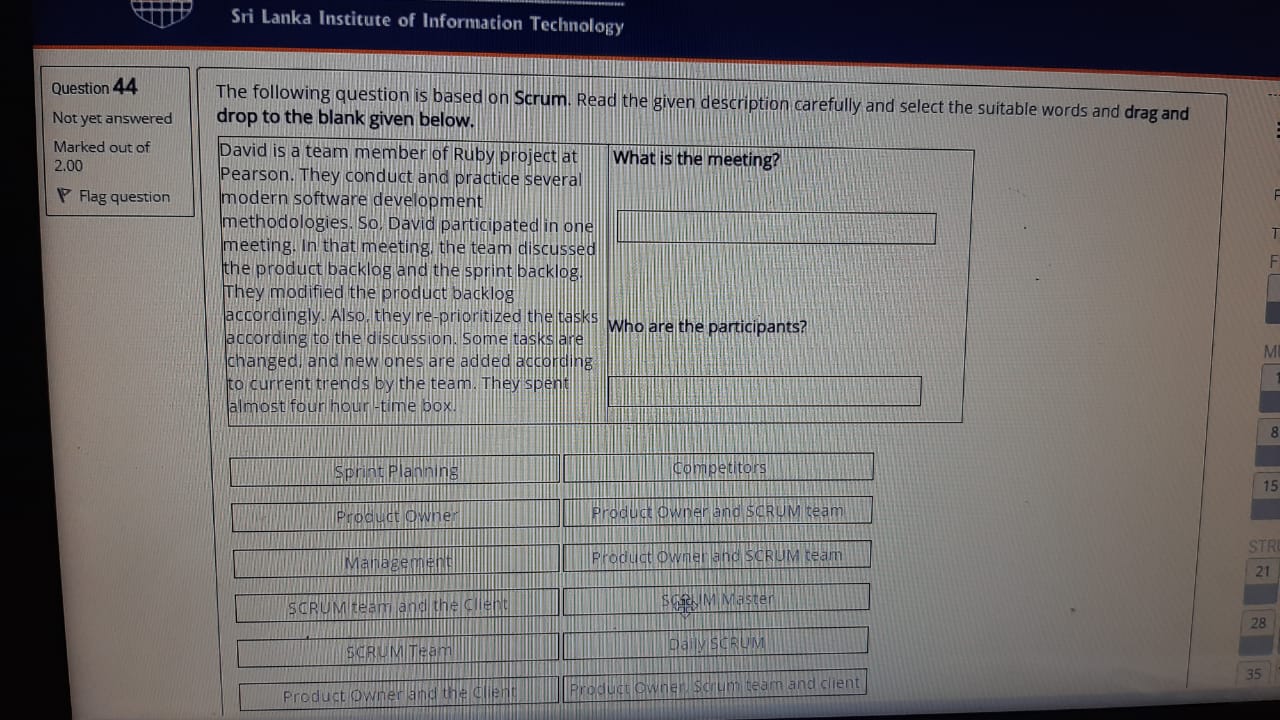 Sri Lanka Institute of Information Technology
Question 44
Not yet answered
Marked out of
2.00
Flag question
The following question is based on Scrum. Read the given description carefully and select the suitable words and drag and
drop to the blank given below.
David is a team member of Ruby project at
Pearson. They conduct and practice several
modern software development
methodologies. So, David participated in one
meeting. In that meeting, the team discussed
the product backlog and the sprint backlog.
They modified the product backlog
accordingly. Also, they re-prioritized the tasks
according to the discussion. Some tasks are
changed, and new ones are added according
to current trends by the team. They spent
almost four hour -time box.
What is the meeting?
Who are the participants?
Sprint Planning
Competitors
Product Owner
Product Owner and SCRUM team
Management
Product Owner and SCRUM team
SCRUM team and the Client
SCRUM Master
SCRUM Team
Daily SCRUM
Product Owner and the Client
Product Owner, Scrum team and client
8
15
21
28
35